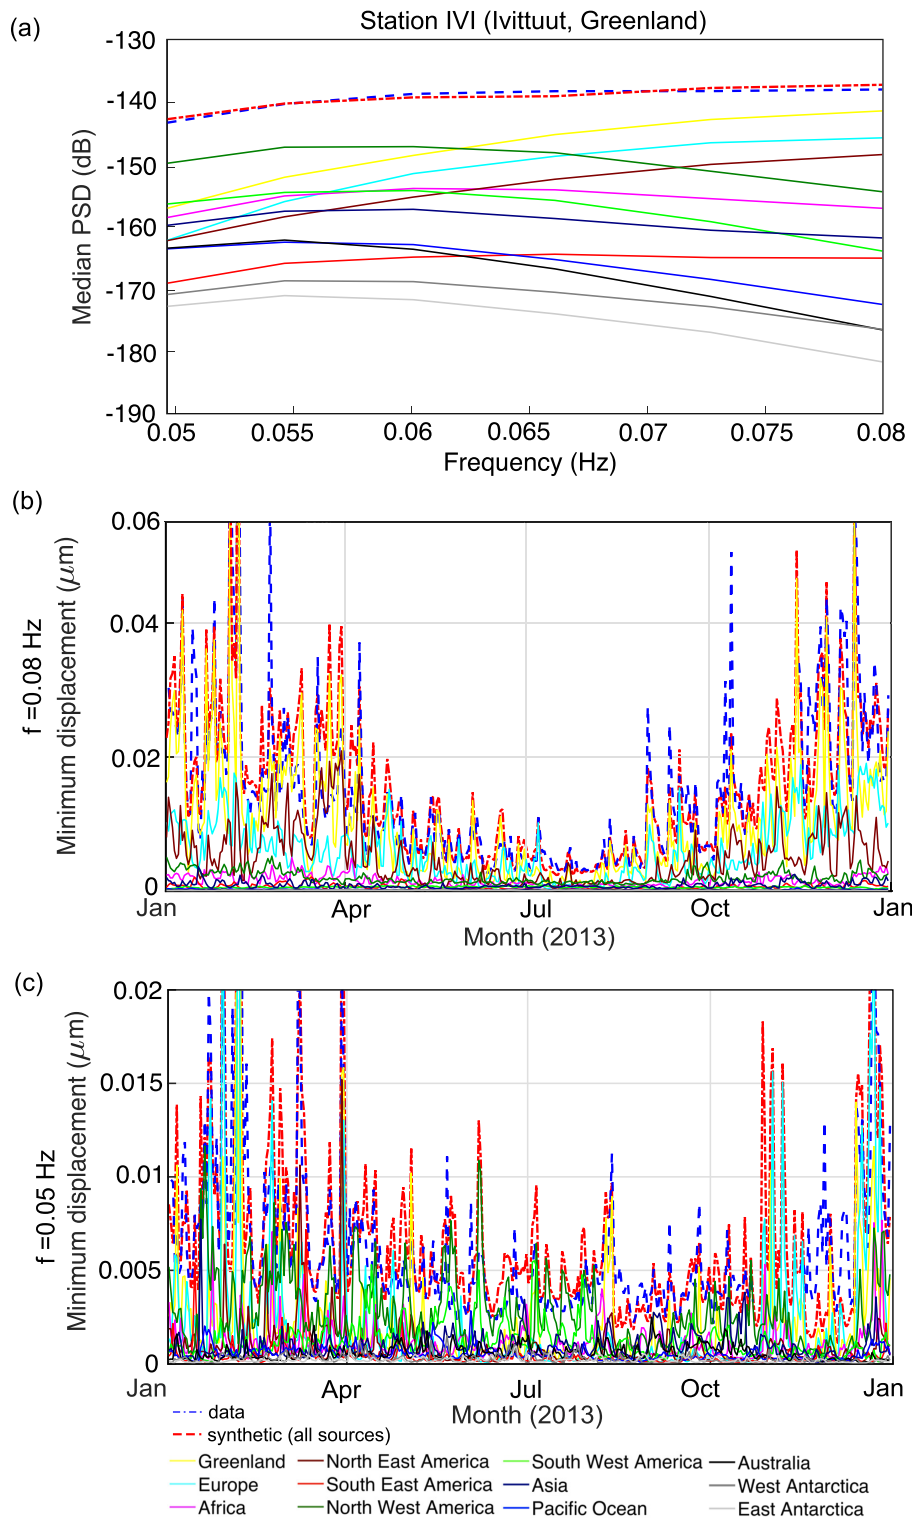 (a)
Station IVI (Ivittuut, Greenland)
Median PSD (dB)
-130
-140
-150
-160
-170
-180
-190
0.05 0.055 0.06 0.065 0.07 0.075 0.08
Frequency (Hz)
(b)
f =0.08 Hz
Minimum displacement (μm)
0.06
0.04
0.02
0
Jan Apr Jul Oct Jan
Month (2013)
(c)
f =0.05 Hz
Minimum displacement (μm)
0.02
0.015
0.01
0.005
0
Jan Apr Jul Oct Jan
Month (2013)
data
synthetic (all sources)
Greenland North East America South West America Australia
Europe South East America Asia West Antarctica
Africa North West America Pacific Ocean East Antarctica